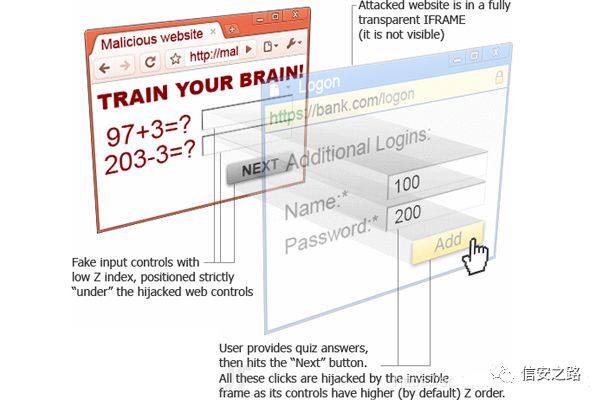 Attacked website is in a fully
transparent IFRAME
(it is not visible)
Malicious website
http://mal
TRAIN YOUR BRAIN!
97+3=?
203-3=?
NEXT
Logon
https://bank.com/logon
Additional Logins:
Name:*
100
Password:*
200
Add
Fake input controls with
low Z index, positioned strictly
“under” the hijacked web controls
User provides quiz answers,
then hits the “Next” button.
All these clicks are hijacked by the invisible
frame as its controls have higher (by default) Z order.
信安之路